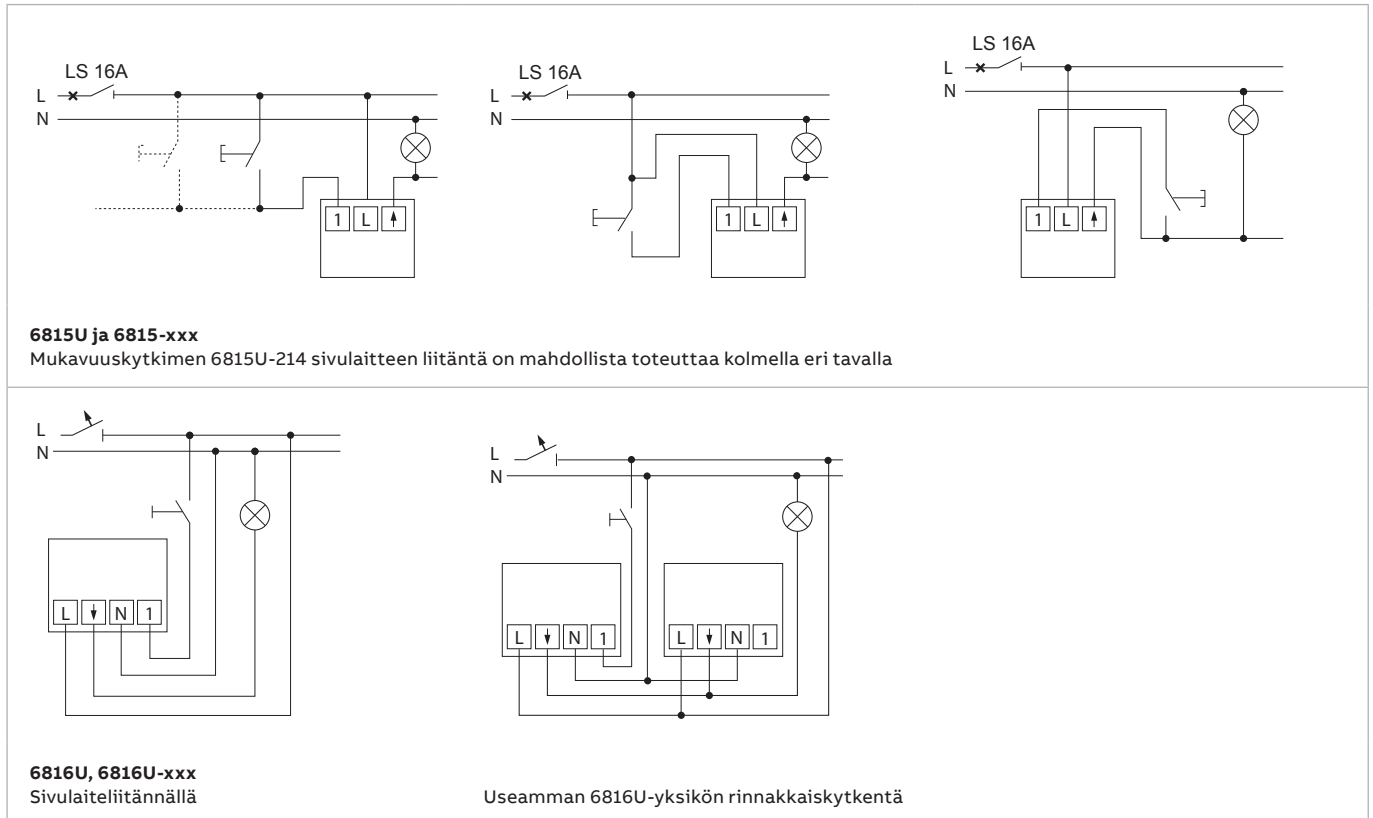 LS 16A
L
N
1 L
LS 16A
L
N
1 L
LS 16A
L
N
1 L
6815U ja 6815-xxx
Mukavuuskytkimen 6815U-214 sivulaitteen liitäntä on mahdollista toteuttaa kolmella eri tavalla
L
N
L N 1
L
N
L N 1
L N 1
6816U, 6816U-xxx
Sivulaiteliitännällä
Useamman 6816U-yksikön rinnakkaiskytkentä